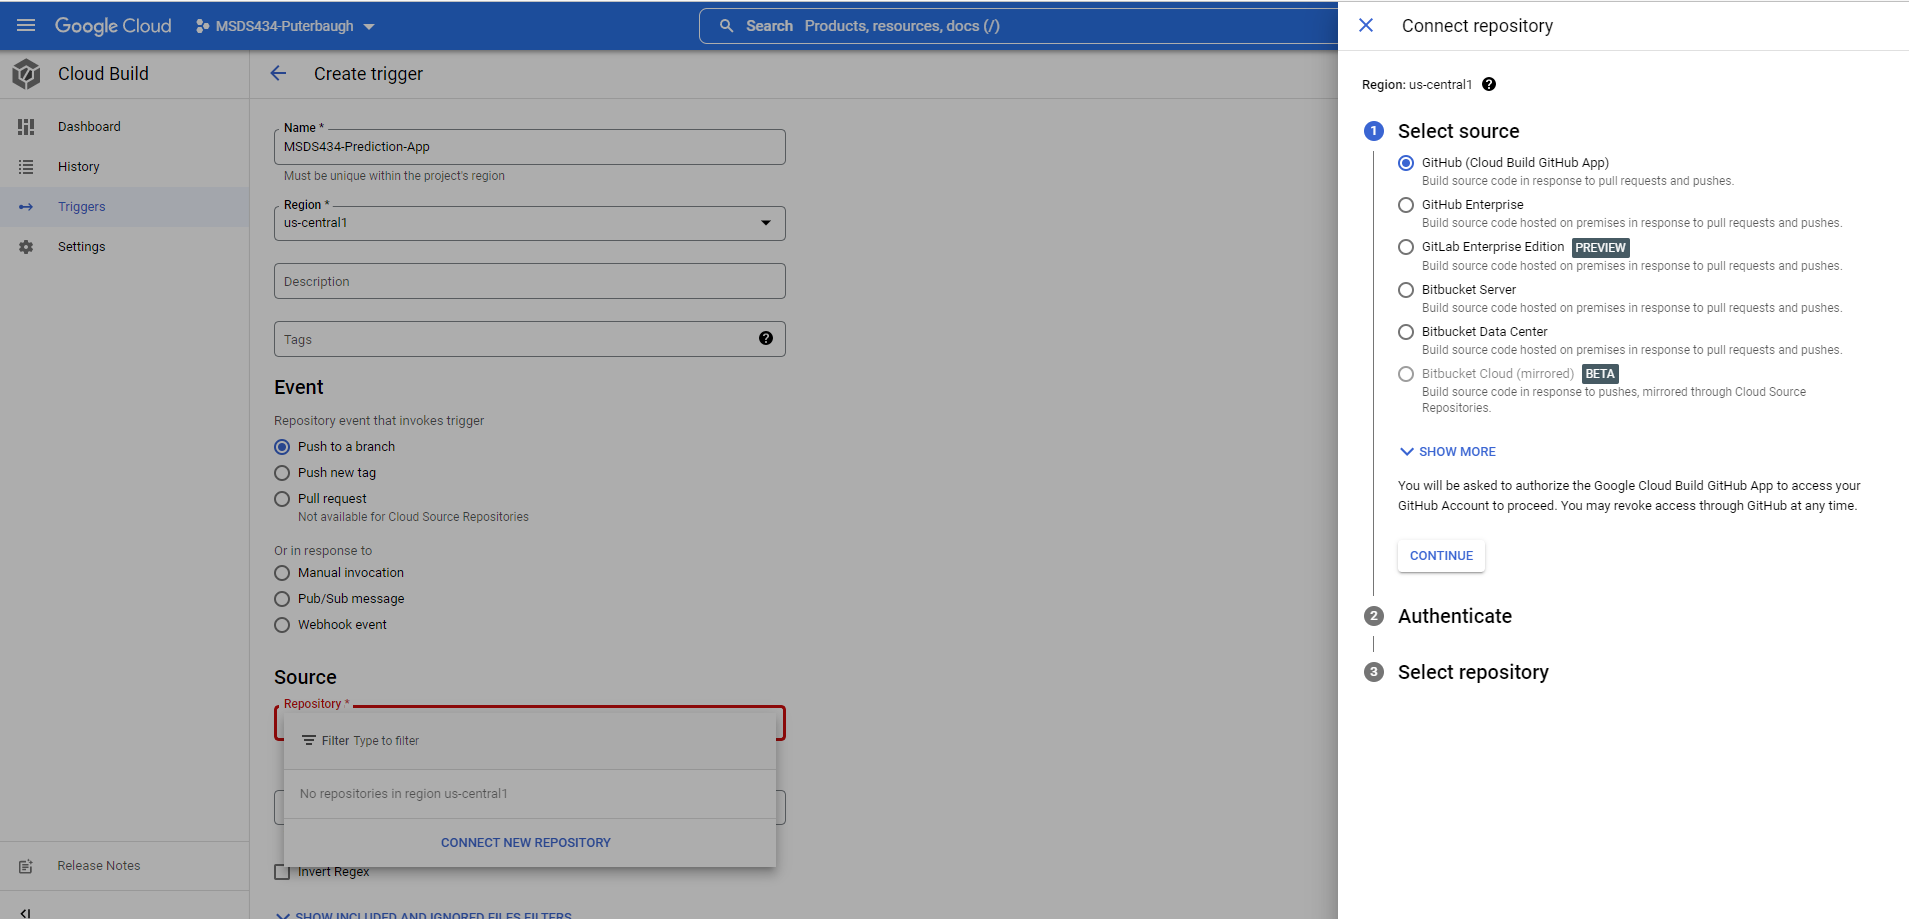 Google Cloud
MSDS434-Puterbaugh
Search Products, resources, docs (/)
Cloud Build
Dashboard
History
Triggers
Settings
Release Notes
Create trigger
Name *
MSDS434-Prediction-App
Must be unique within the project's region
Region *
us-central1
Description
Tags
Event
Repository event that invokes trigger
Push to a branch
Push new tag
Pull request
Not available for Cloud Source Repositories
Or in response to
Manual invocation
Pub/Sub message
Webhook event
Source
Repository *
Filter Type to filter
No repositories in region us-central1
CONNECT NEW REPOSITORY
Invert Regex
SHOW INCLUDED AND IGNORED FILES FILTERS
Connect repository
Region: us-central1
1 Select source
GitHub (Cloud Build GitHub App)
Build source code in response to pull requests and pushes.
GitHub Enterprise
Build source code hosted on premises in response to pull requests and pushes.
GitLab Enterprise Edition PREVIEW
Build source code hosted on premises in response to pull requests and pushes.
Bitbucket Server
Build source code hosted on premises in response to pull requests and pushes.
Bitbucket Data Center
Build source code hosted on premises in response to pull requests and pushes.
Bitbucket Cloud (mirrored) BETA
Build source code in response to pushes, mirrored through Cloud Source
Repositories.
SHOW MORE
You will be asked to authorize the Google Cloud Build GitHub App to access your
GitHub Account to proceed. You may revoke access through GitHub at any time.
CONTINUE
2 Authenticate
3 Select repository